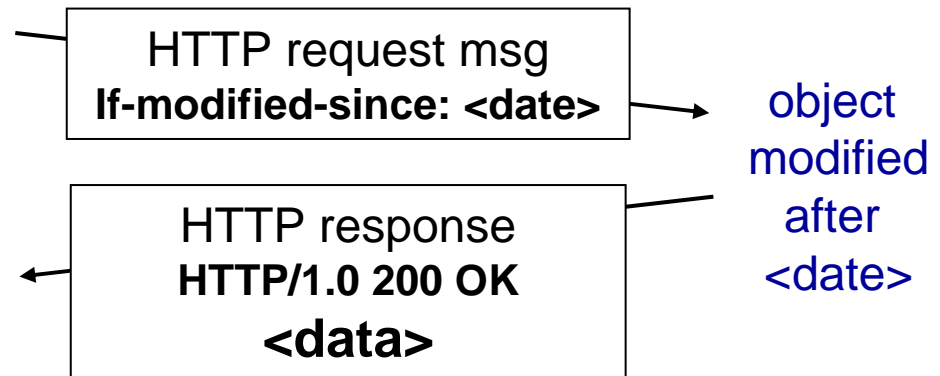 HTTP request msg
If-modified-since: <date>
object
modified
after
<date>
HTTP response
HTTP/1.0 200 OK
<data>